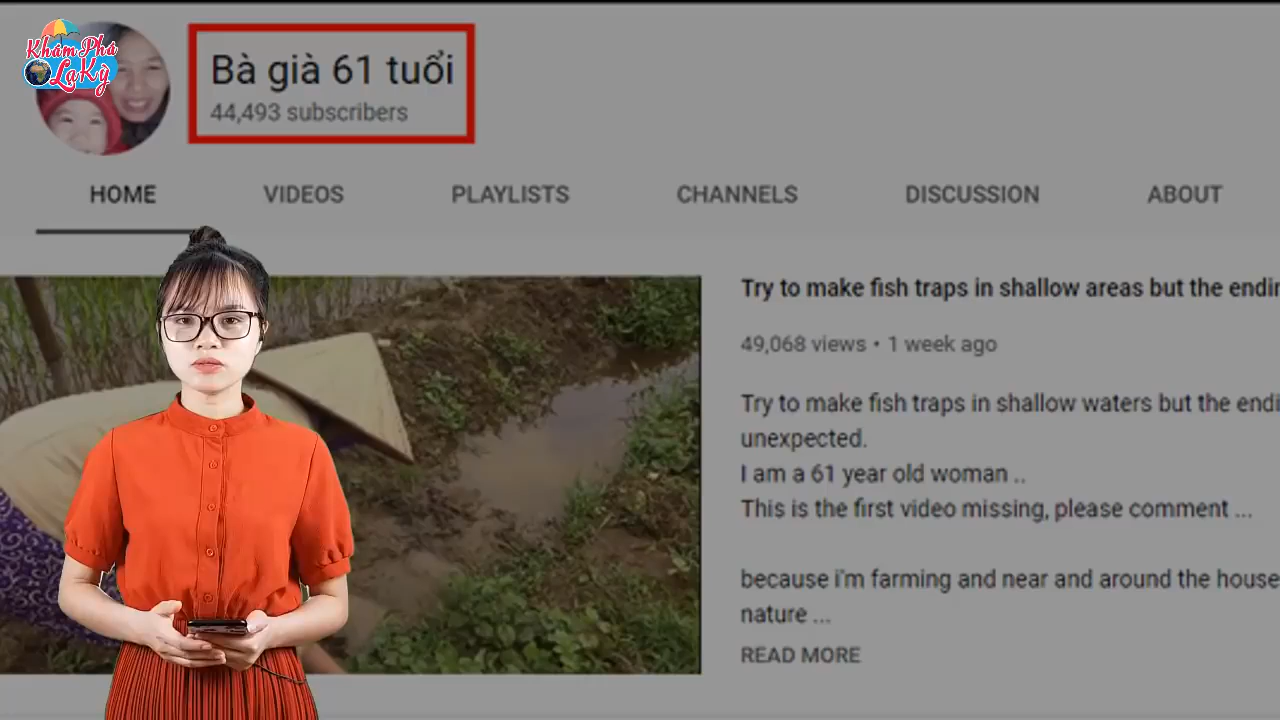 Khám Phá
Lạ Kỳ
Bà già 61 tuổi
44,493 subscribers
HOME VIDEOS PLAYLISTS CHANNELS DISCUSSION ABOUT
Try to make fish traps in shallow areas but the endin
49,068 views • 1 week ago
Try to make fish traps in shallow waters but the endi
unexpected.
I am a 61 year old woman ..
This is the first video missing, please comment ...
because i'm farming and near and around the house
nature ...
READ MORE